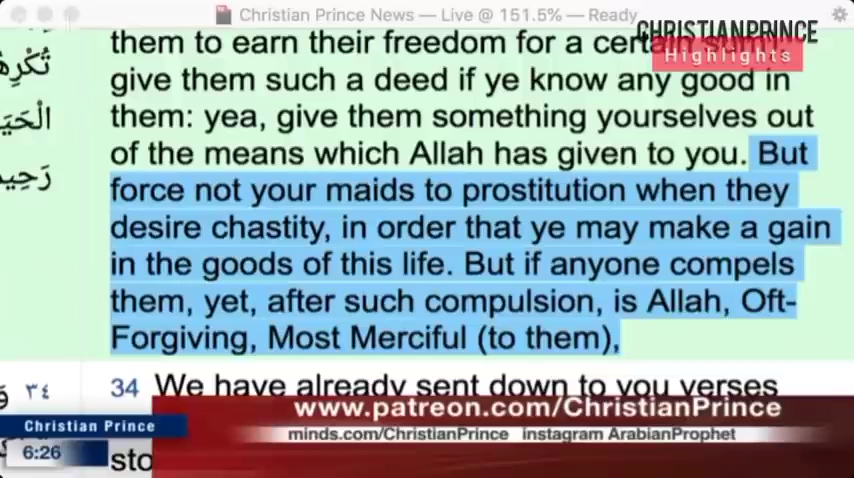 Christian Prince News — Live @ 151.5% — Ready
CHRISTIANPRINCE
Highlights
them to earn their freedom for a certain sum):
give them such a deed if ye know any good in
them: yea, give them something yourselves out
of the means which Allah has given to you. But
force not your maids to prostitution when they
desire chastity, in order that ye may make a gain
in the goods of this life. But if anyone compels
them, yet, after such compulsion, is Allah, Oft-
Forgiving, Most Merciful (to them),
تُكْرِهُ
الْحَيَ
رَحِيم
٣٤
34 We have already sent down to you verses
sto
www.patreon.com/ChristianPrince
minds.com/ChristianPrince instagram ArabianProphet
Christian Prince
6:26